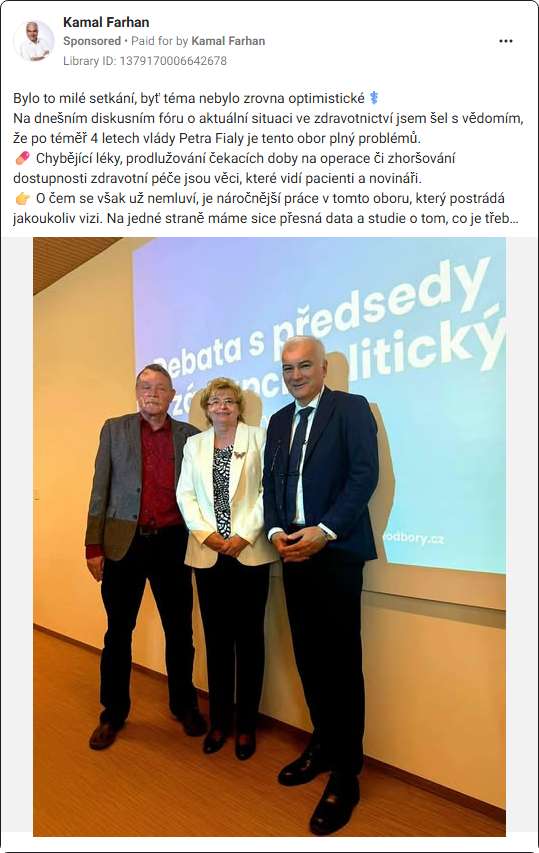 Kamal Farhan
Sponsored • Paid for by Kamal Farhan
Library ID: 1379170006642678
Bylo to milé setkání, byť téma nebylo zrovna optimistické ⚕️
Na dnešním diskusním fóru o aktuální situaci ve zdravotnictví jsem šel s vědomím,
že po téměř 4 letech vlády Petra Fialy je tento obor plný problémů.
💊 Chybějící léky, prodlužování čekacích doby na operace či zhoršování
dostupnosti zdravotní péče jsou věci, které vidí pacienti a novináři.
👉 O čem se však už nemluví, je náročnější práce v tomto oboru, který postrádá
jakoukoliv vizi. Na jedné straně máme sice přesná data a studie o tom, co je třeb…
Debata s předsedy
litický
odbory.cz